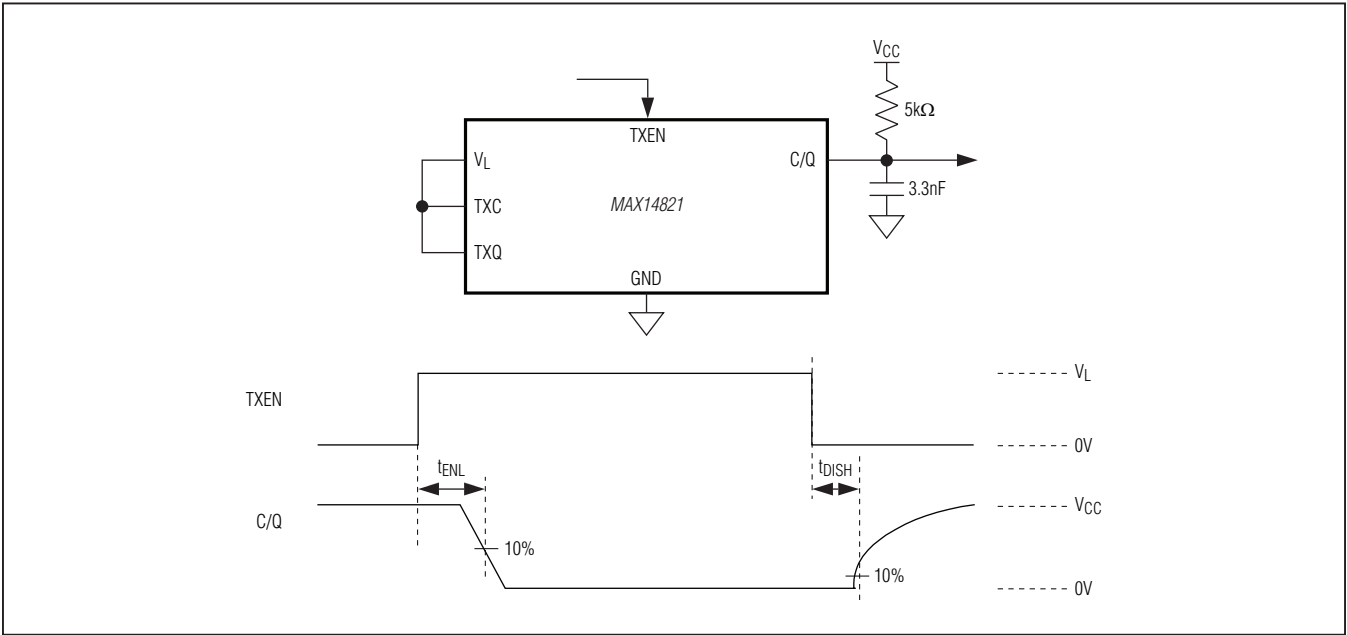 VCC
5kΩ
TXEN
VL
C/Q
3.3nF
TXC
MAX14821
TXQ
GND
VL
TXEN
0V
tENL
tDISH
VCC
C/Q
10%
10%
0V